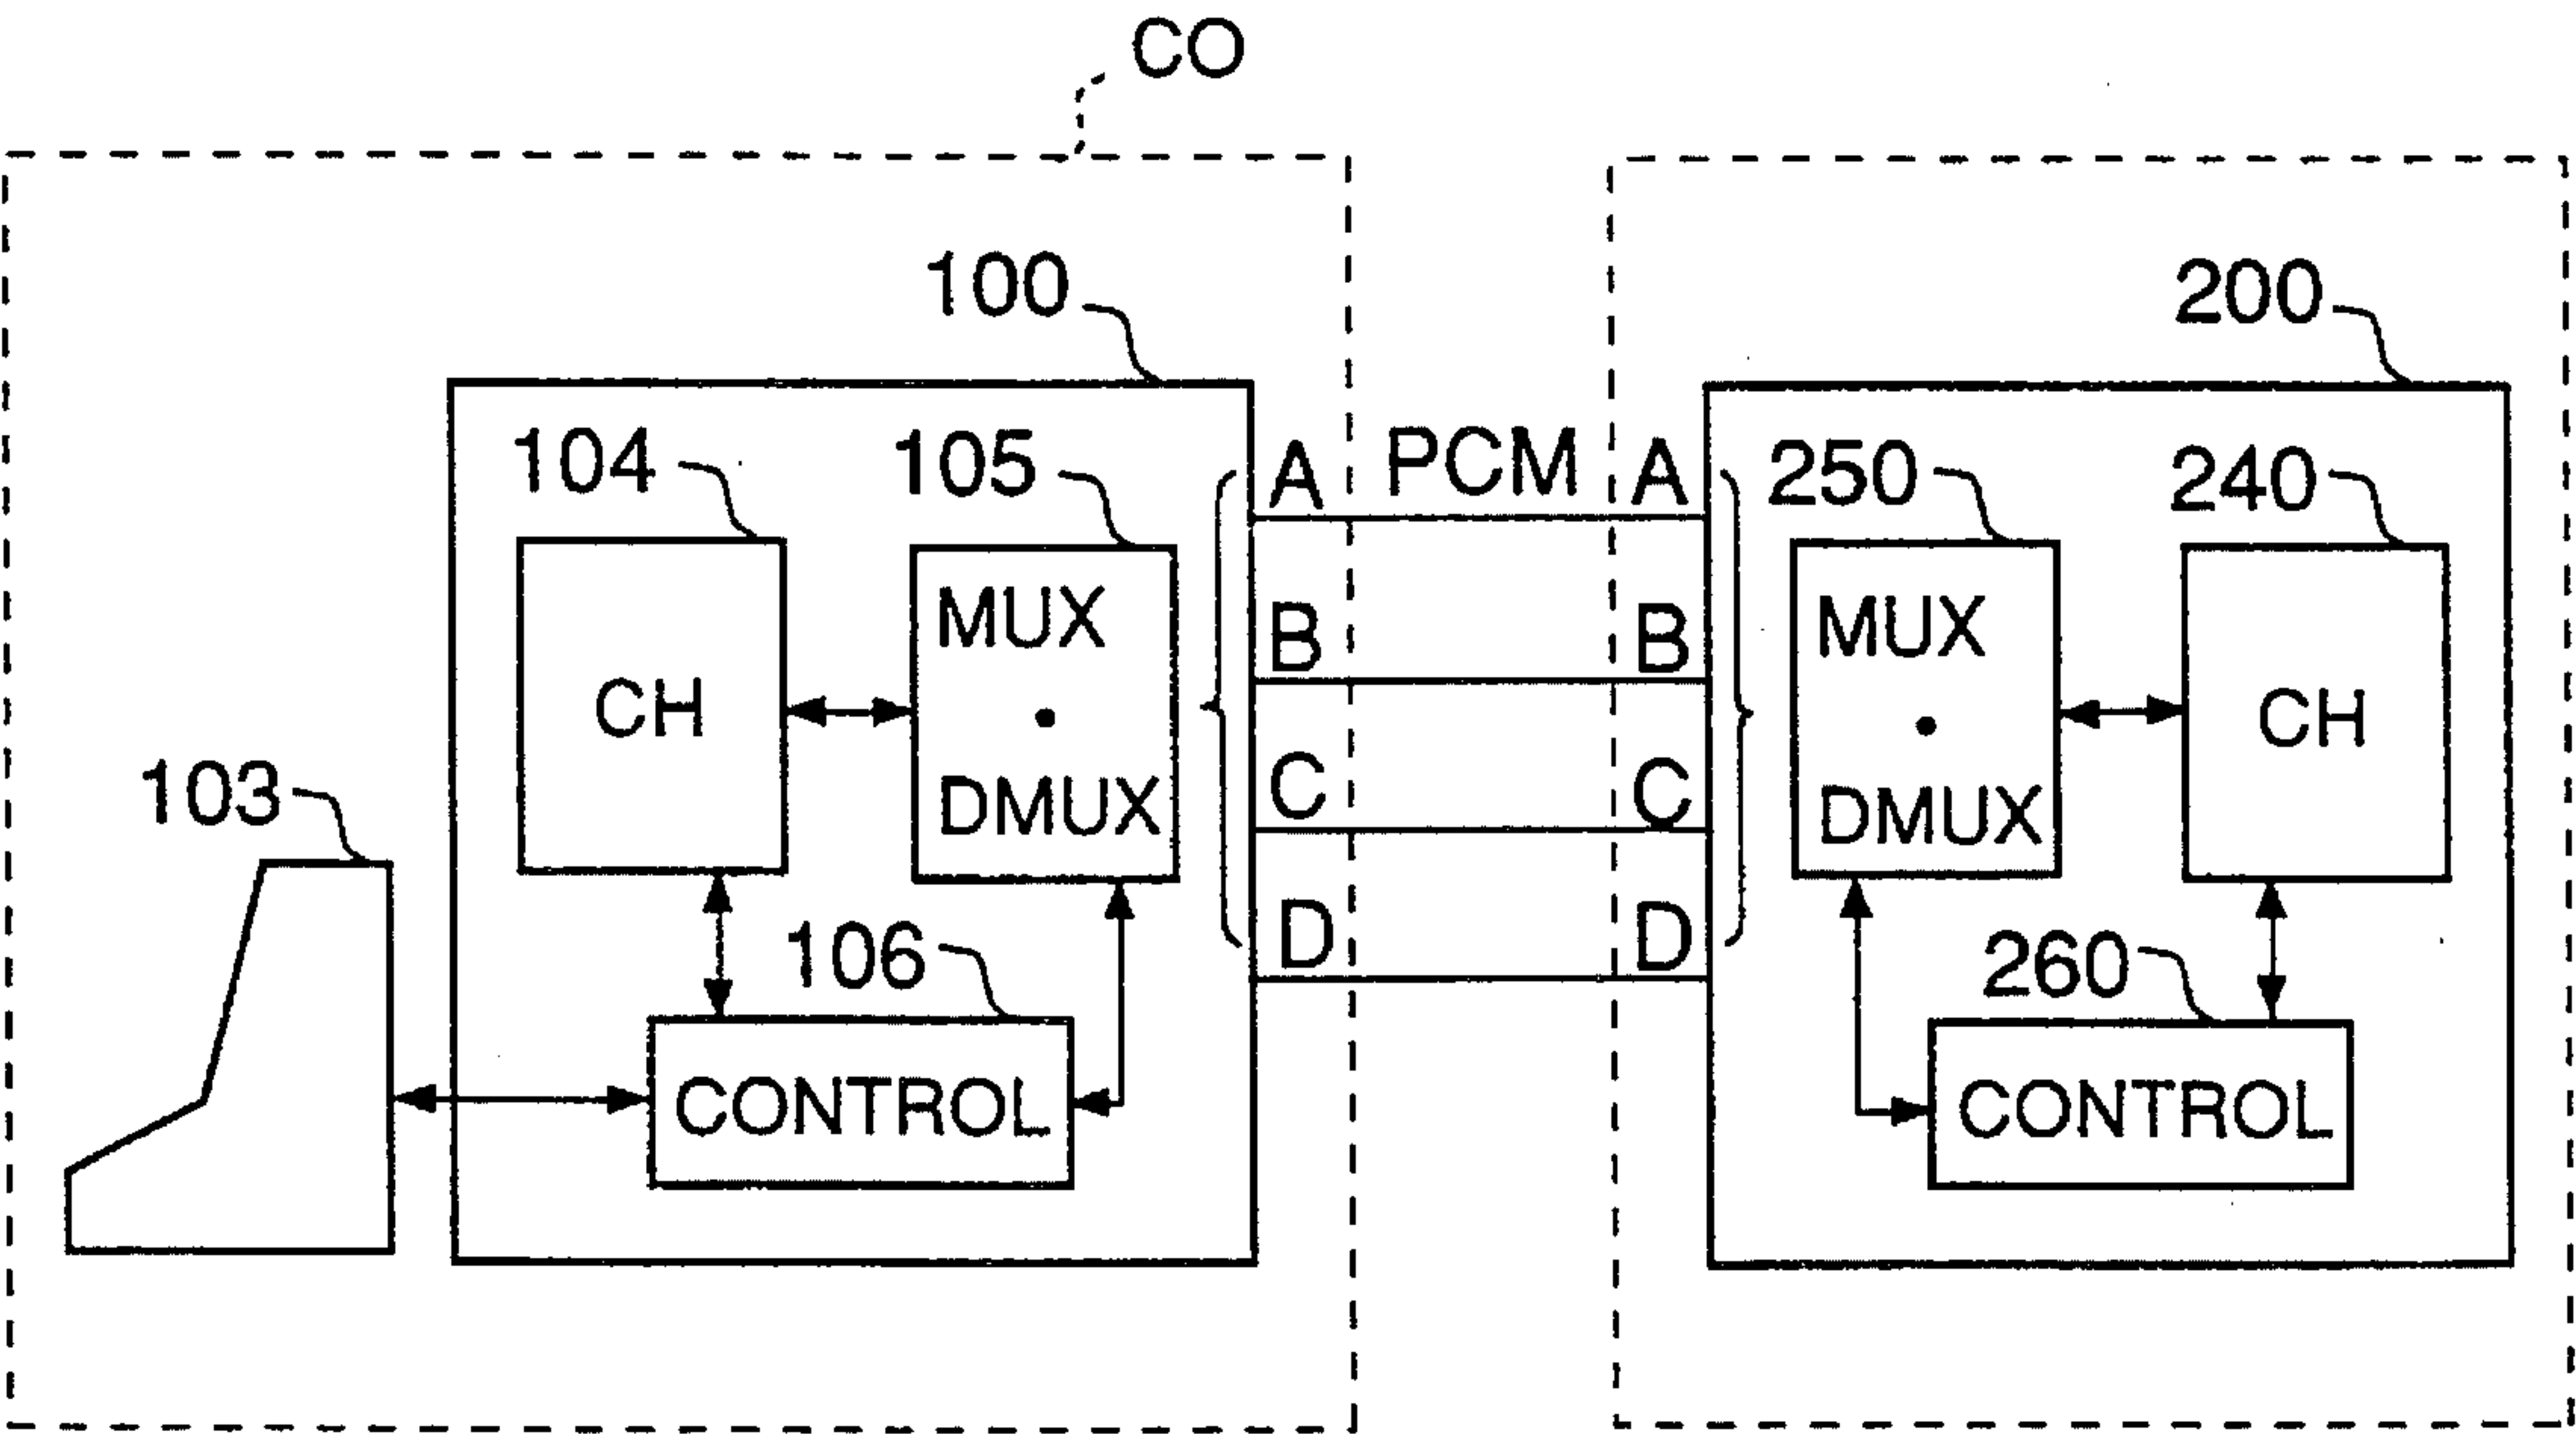 CO
100
200
104
105
A
PCM
A
250
240
MUX
•
DMUX
CH
B
B
MUX
•
DMUX
CH
C
C
103
D
D
106
260
CONTROL
CONTROL